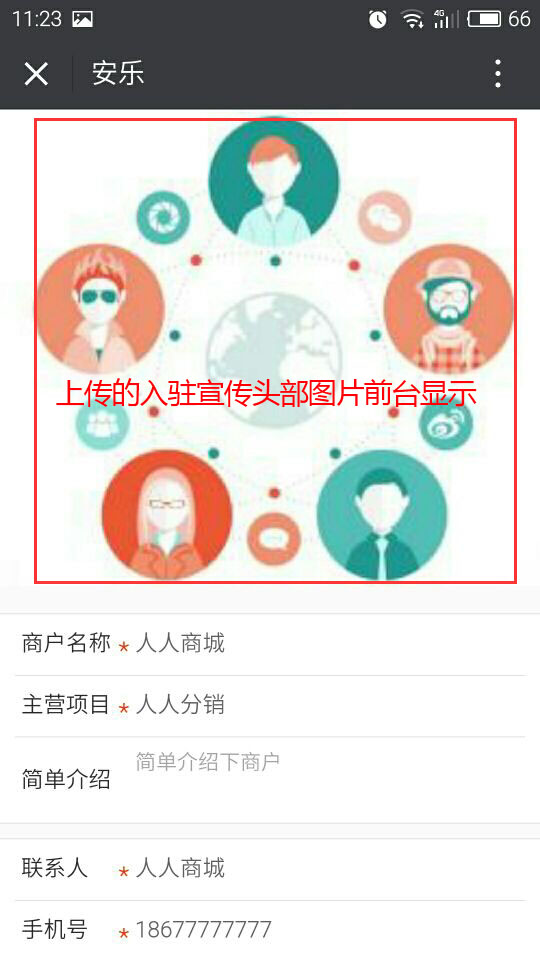 11:23 4G 66
安乐
上传的入驻宣传头部图片前台显示
商户名称 * 人人商城
主营项目 * 人人分销
简单介绍 简单介绍下商户
联系人 * 人人商城
手机号 * 18677777777